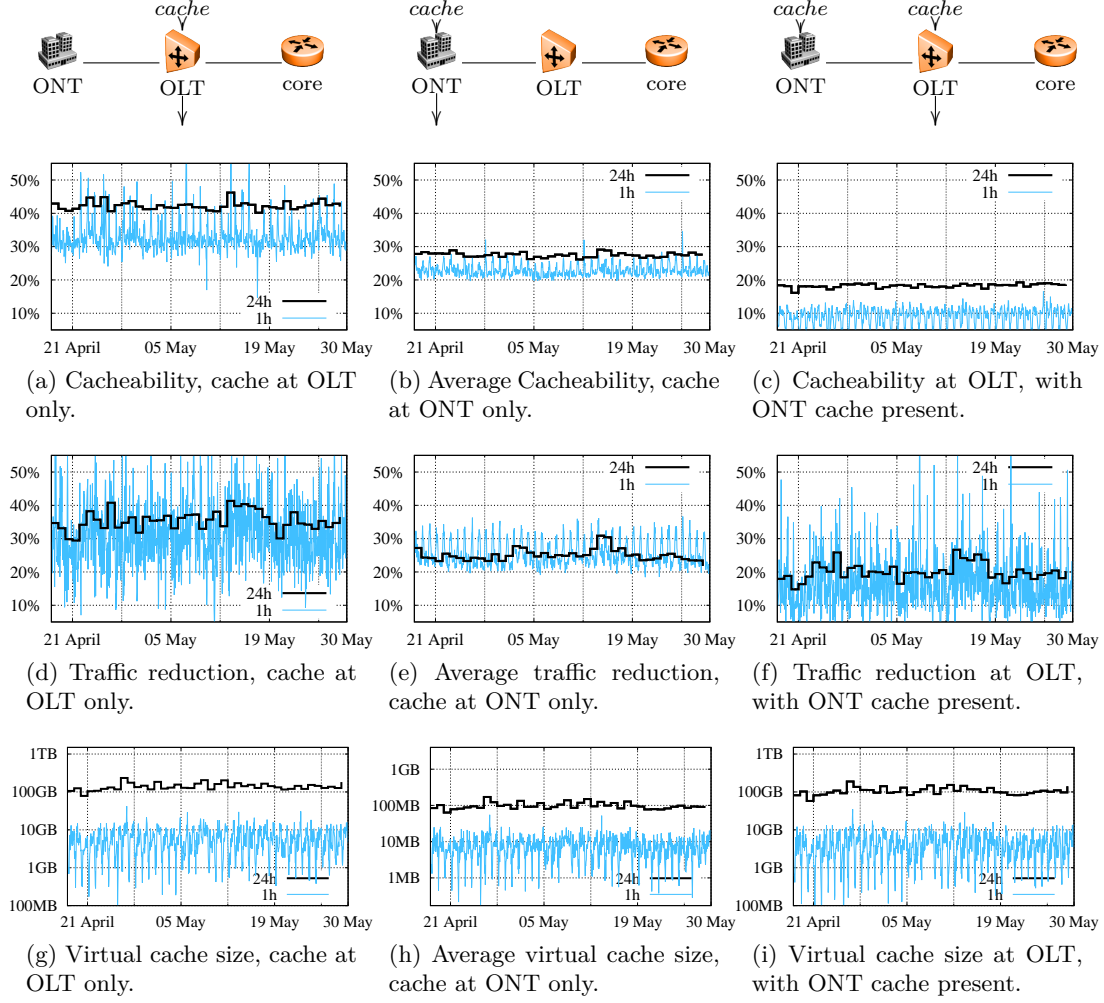 cache cache cache cache
ONT OLT core ONT OLT core ONT OLT core
50%
40%
30%
20%
10%
24h
1h
21 April 05 May 19 May 30 May
50%
40%
30%
20%
10%
24h
1h
21 April 05 May 19 May 30 May
50%
40%
30%
20%
10%
24h
1h
21 April 05 May 19 May 30 May
(a) Cacheability, cache at OLT
only.
(b) Average Cacheability, cache
at ONT only.
(c) Cacheability at OLT, with
ONT cache present.
50%
40%
30%
20%
10%
24h
1h
21 April 05 May 19 May 30 May
50%
40%
30%
20%
10%
24h
1h
21 April 05 May 19 May 30 May
50%
40%
30%
20%
10%
24h
1h
21 April 05 May 19 May 30 May
(d) Traffic reduction, cache at
OLT only.
(e) Average traffic reduction,
cache at ONT only.
(f) Traffic reduction at OLT,
with ONT cache present.
1TB
100GB
10GB
1GB
100MB
24h
1h
21 April 05 May 19 May 30 May
1GB
100MB
10MB
1MB
24h
1h
21 April 05 May 19 May 30 May
1TB
100GB
10GB
1GB
100MB
24h
1h
21 April 05 May 19 May 30 May
(g) Virtual cache size, cache at
OLT only.
(h) Average virtual cache size,
cache at ONT only.
(i) Virtual cache size at OLT,
with ONT cache present.